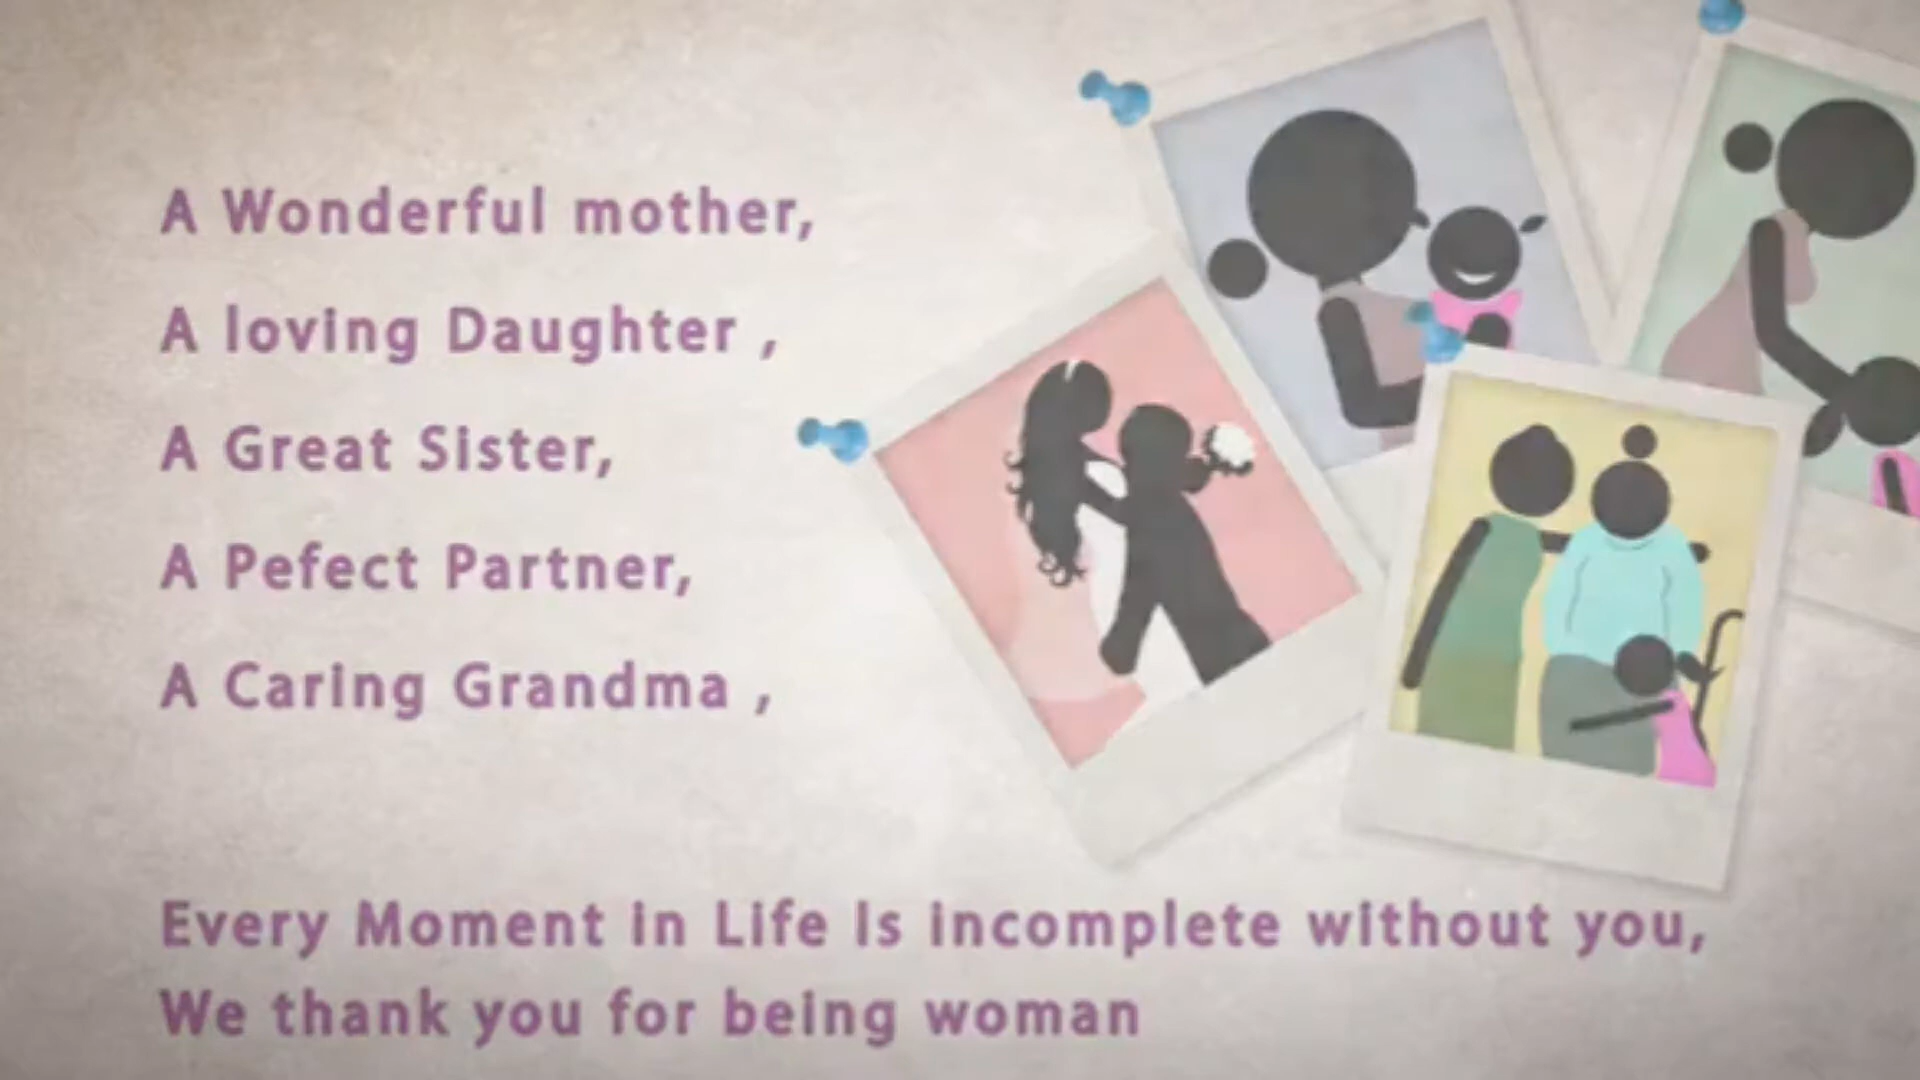 A Wonderful mother,
A loving Daughter ,
A Great Sister,
A Pefect Partner,
A Caring Grandma ,
Every Moment in Life is incomplete without you,
We thank you for being woman